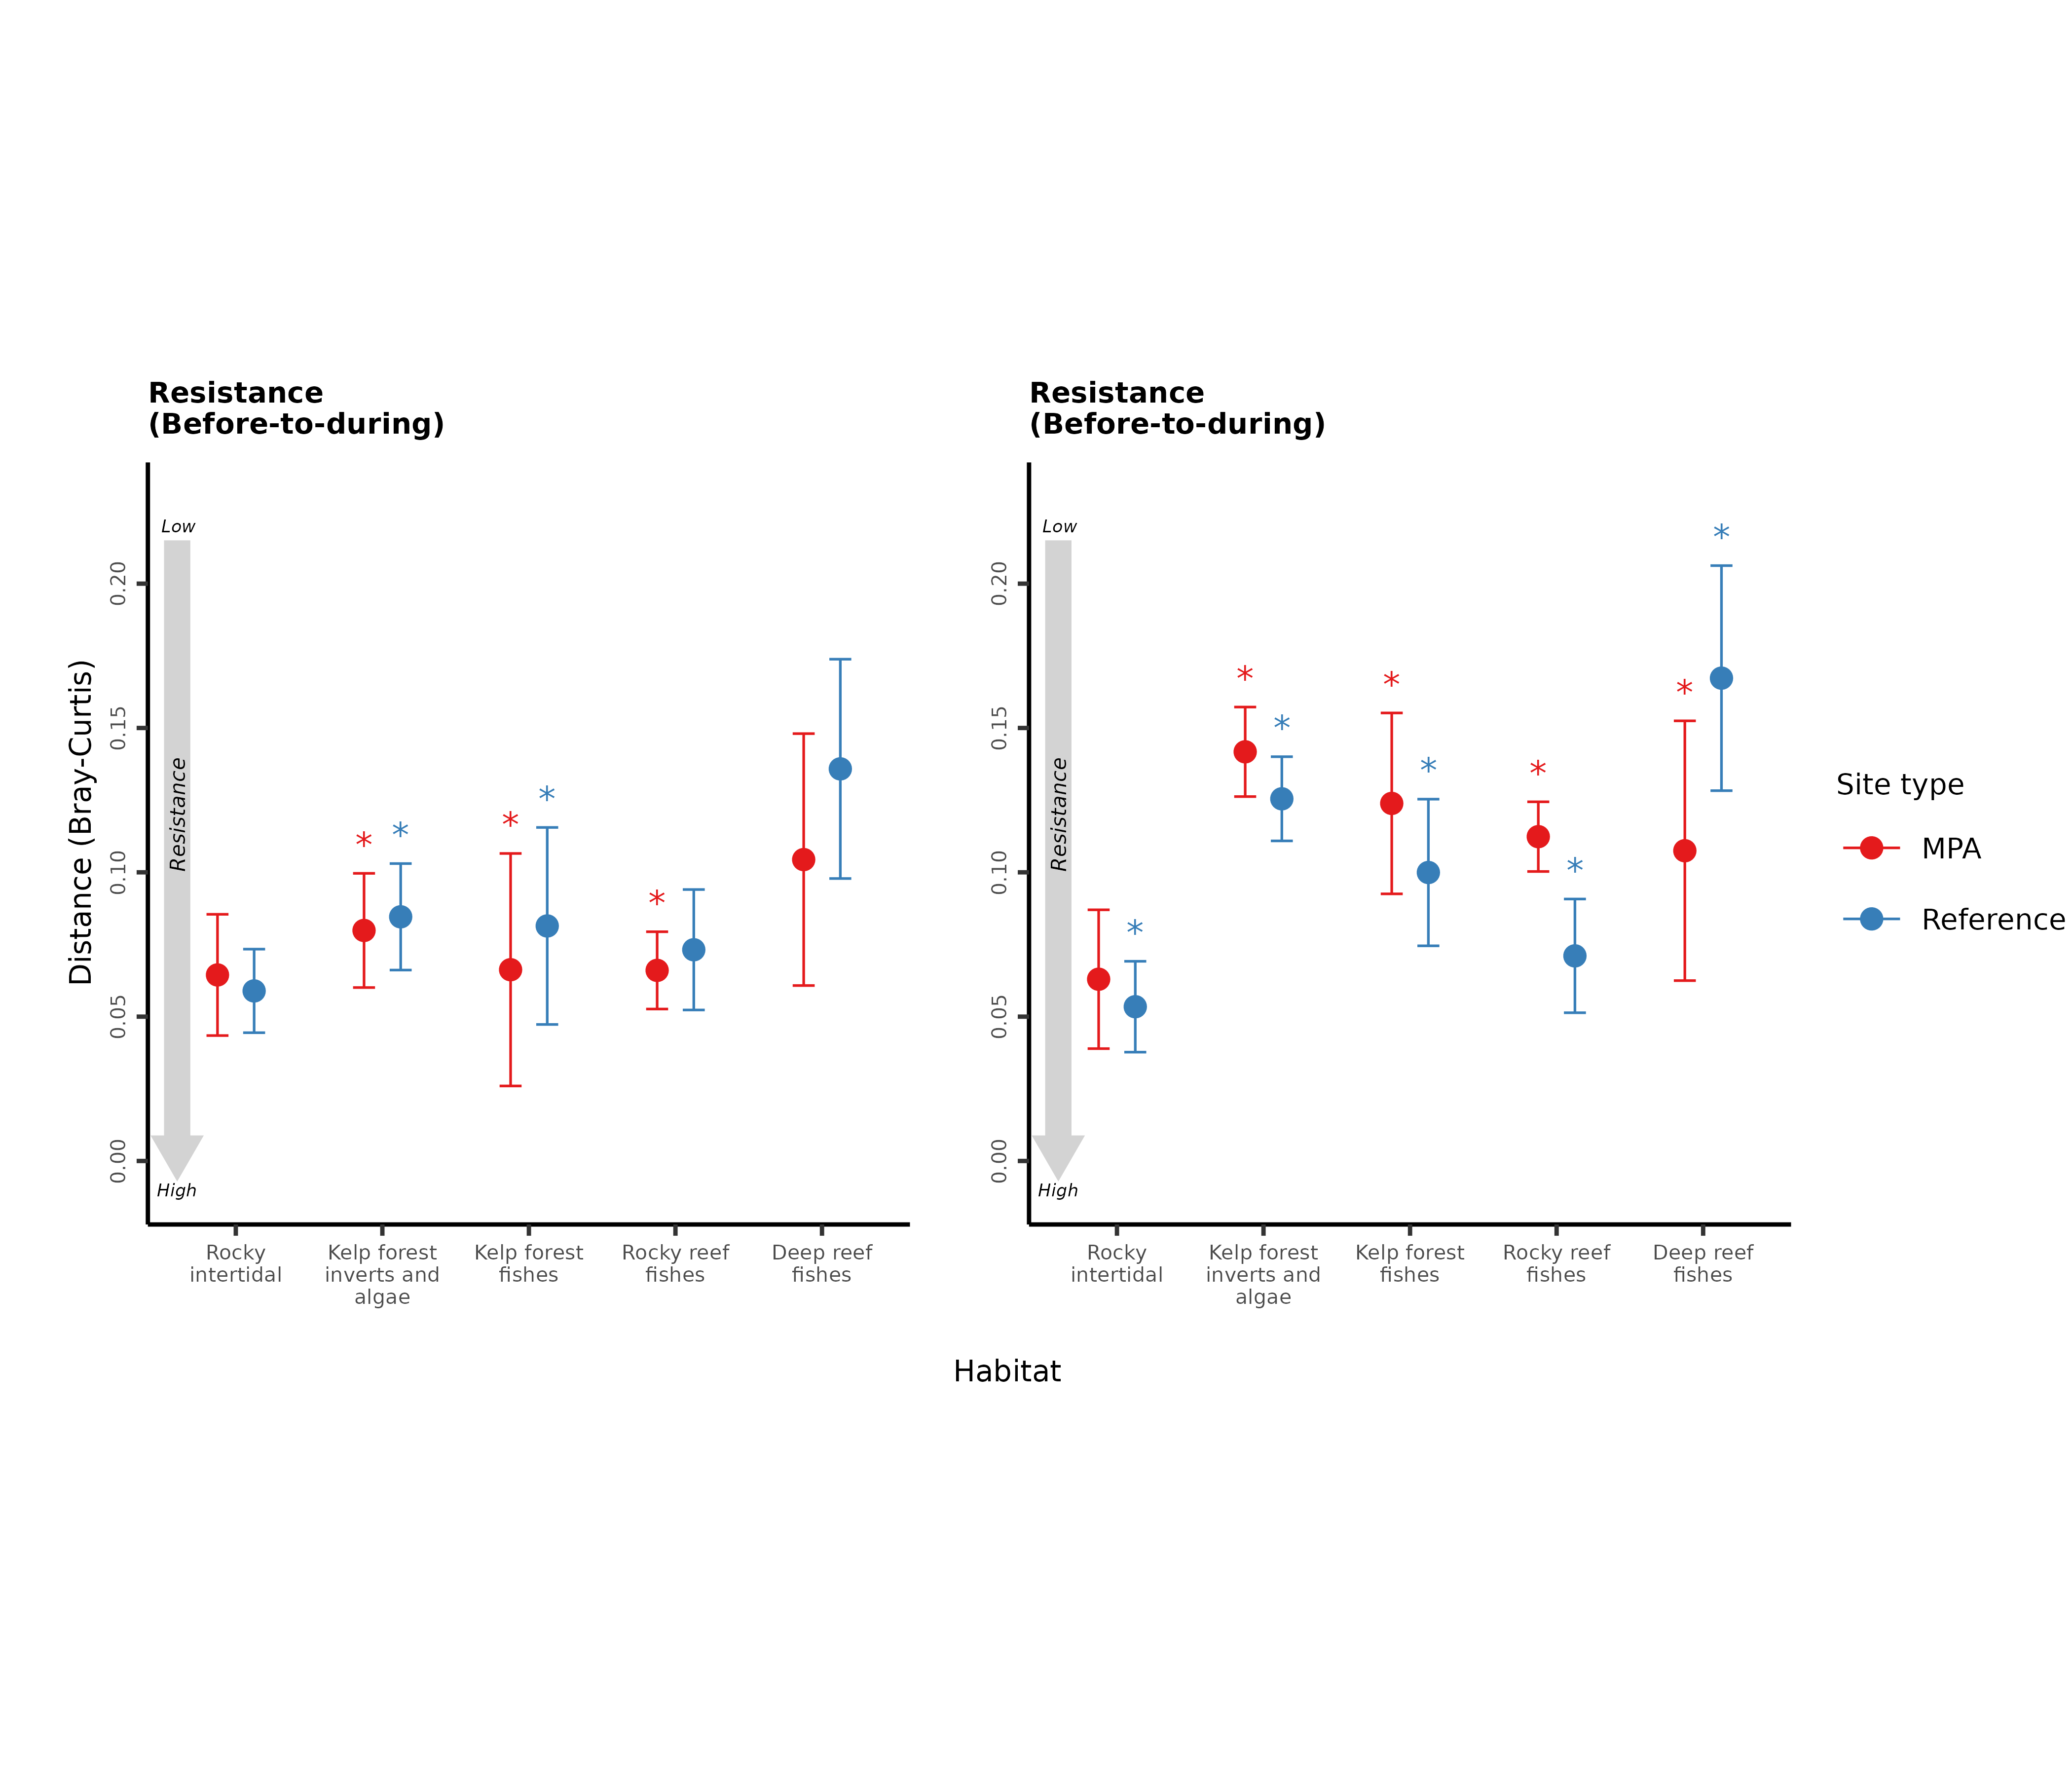 Resistance
(Before-to-during)
Distance (Bray-Curtis)
0.20
0.15
0.10
0.05
0.00
Low
Resistance
High
*
*
*
*
*
Rocky
intertidal
Kelp forest
inverts and
algae
Kelp forest
fishes
Rocky reef
fishes
Deep reef
fishes
Resistance
(Before-to-during)
0.20
0.15
0.10
0.05
0.00
Low
Resistance
High
*
*
*
*
*
*
*
*
*
Rocky
intertidal
Kelp forest
inverts and
algae
Kelp forest
fishes
Rocky reef
fishes
Deep reef
fishes
Habitat
Site type
MPA
Reference